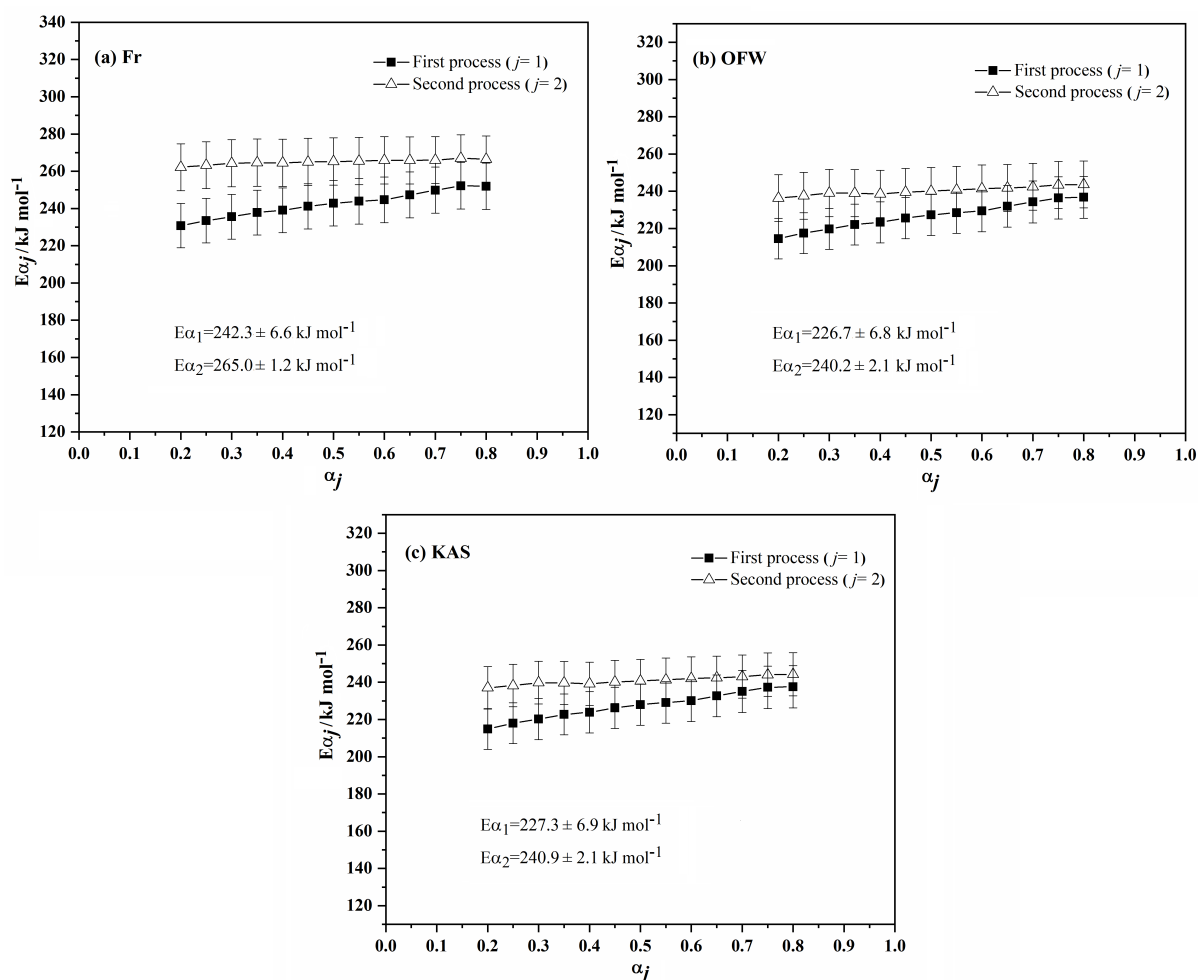 (a) Fr
First process ( j= 1)
Second process ( j= 2)
340
320
300
280
260
240
220
200
180
160
140
120
Eαj/kJ mol-1
Eα1=242.3 ± 6.6 kJ mol-1
Eα2=265.0 ± 1.2 kJ mol-1
0.0 0.1 0.2 0.3 0.4 0.5 0.6 0.7 0.8 0.9 1.0
αj
(b) OFW
First process ( j= 1)
Second process ( j= 2)
320
300
280
260
240
220
200
180
160
140
120
Eαj/kJ mol-1
Eα1=226.7 ± 6.8 kJ mol-1
Eα2=240.2 ± 2.1 kJ mol-1
0.0 0.1 0.2 0.3 0.4 0.5 0.6 0.7 0.8 0.9 1.0
αj
(c) KAS
First process ( j= 1)
Second process ( j= 2)
320
300
280
260
240
220
200
180
160
140
120
Eαj/kJ mol-1
Eα1=227.3 ± 6.9 kJ mol-1
Eα2=240.9 ± 2.1 kJ mol-1
0.0 0.1 0.2 0.3 0.4 0.5 0.6 0.7 0.8 0.9 1.0
αj